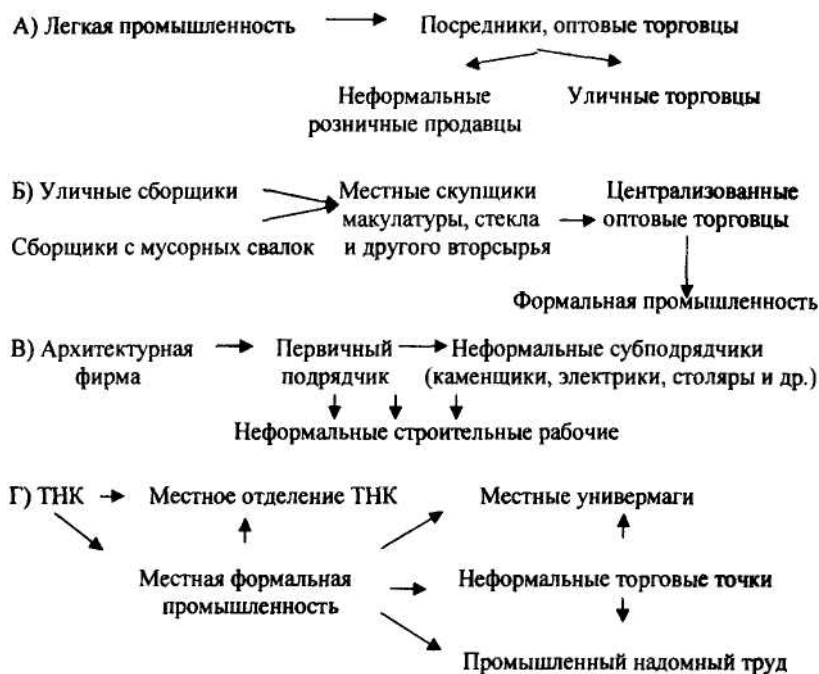 А) Легкая промышленность Посредники, оптовые торговцы
Неформальные Уличные торговцы
розничные продавцы
Б) Уличные сборщики Местные скупщики Централизованные
макулатуры, стекла оптовые торговцы
Сборщики с мусорных свалок и другого вторсырья
Формальная промышленность
В) Архитектурная Первичный Неформальные субподрядчики
фирма подрядчик (каменщики, электрики, столяры и др.)
Неформальные строительные рабочие
Г) ТНК Местное отделение ТНК Местные универмаги
Местная формальная Неформальные торговые точки
промышленность
Промышленный надомный труд